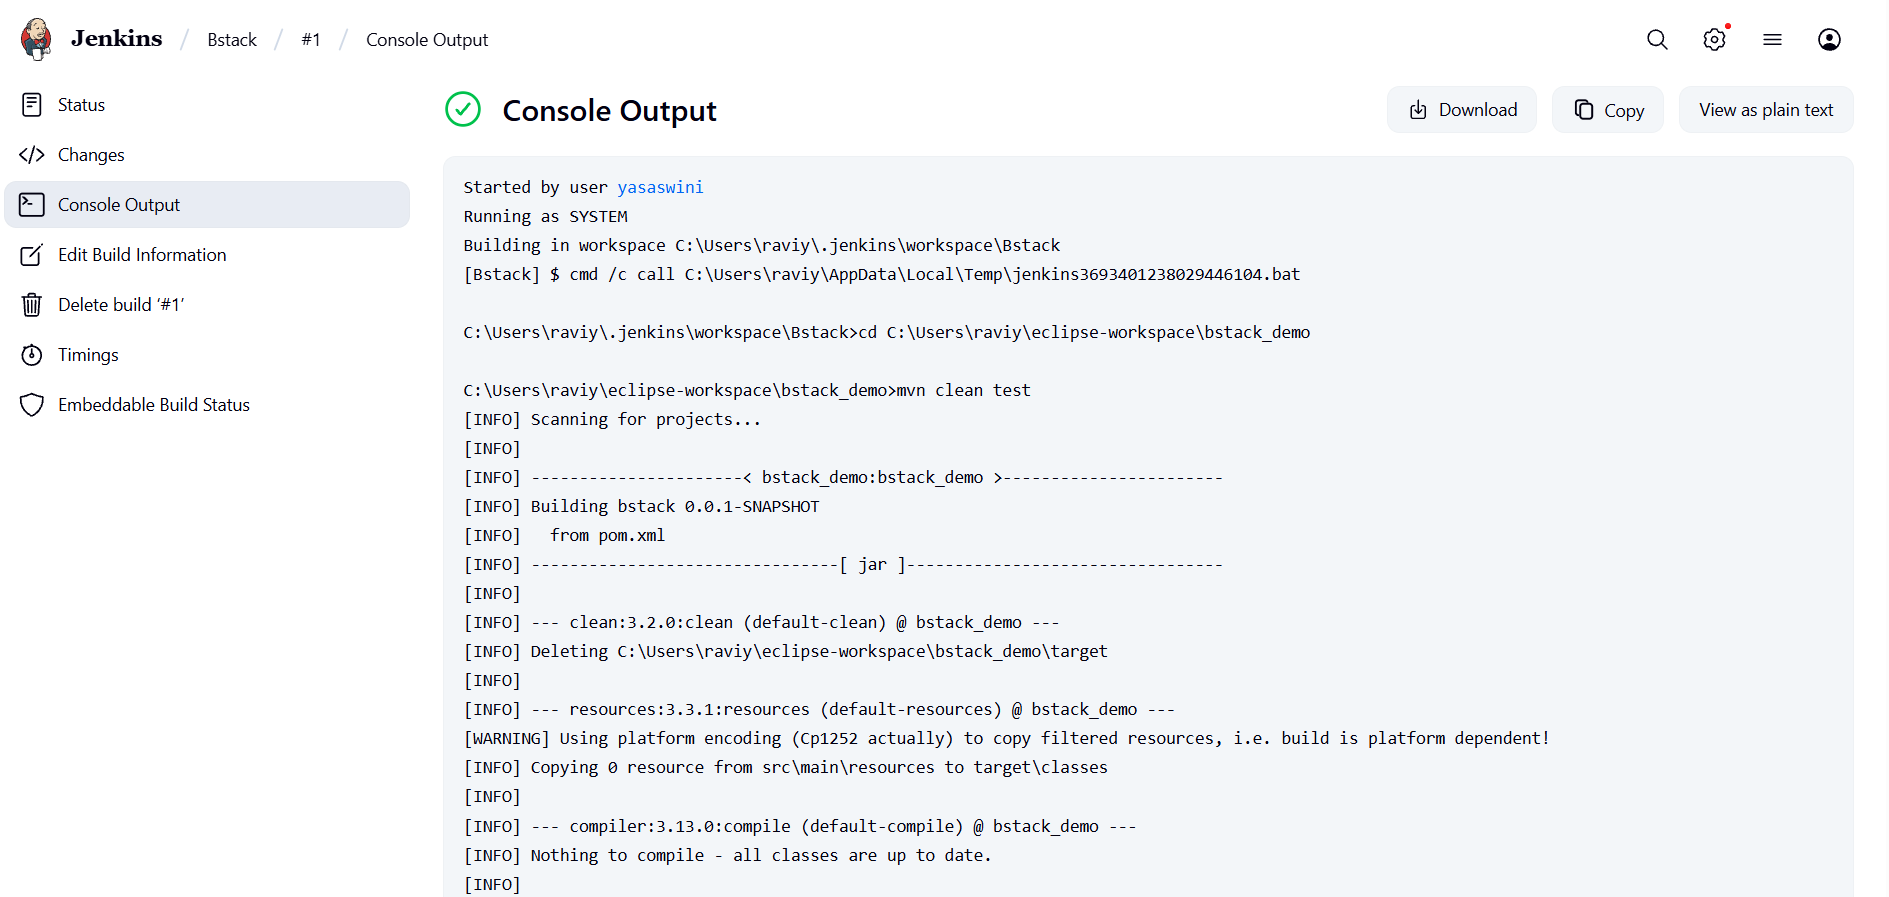 Jenkins / Bstack / #1 / Console Output
Status
Changes
Console Output
Edit Build Information
Delete build ‘#1’
Timings
Embeddable Build Status
Console Output
Download
Copy
View as plain text
Started by user yasaswini
Running as SYSTEM
Building in workspace C:\Users\raviy\.jenkins\workspace\Bstack
[Bstack] $ cmd /c call C:\Users\raviy\AppData\Local\Temp\jenkins3693401238029446104.bat
C:\Users\raviy\.jenkins\workspace\Bstack>cd C:\Users\raviy\eclipse-workspace\bstack_demo
C:\Users\raviy\eclipse-workspace\bstack_demo>mvn clean test
[INFO] Scanning for projects...
[INFO]
[INFO] ----------------------< bstack_demo:bstack_demo >-----------------------
[INFO] Building bstack 0.0.1-SNAPSHOT
[INFO]   from pom.xml
[INFO] --------------------------------[ jar ]---------------------------------
[INFO]
[INFO] --- clean:3.2.0:clean (default-clean) @ bstack_demo ---
[INFO] Deleting C:\Users\raviy\eclipse-workspace\bstack_demo\target
[INFO]
[INFO] --- resources:3.3.1:resources (default-resources) @ bstack_demo ---
[WARNING] Using platform encoding (Cp1252 actually) to copy filtered resources, i.e. build is platform dependent!
[INFO] Copying 0 resource from src\main\resources to target\classes
[INFO]
[INFO] --- compiler:3.13.0:compile (default-compile) @ bstack_demo ---
[INFO] Nothing to compile - all classes are up to date.
[INFO]